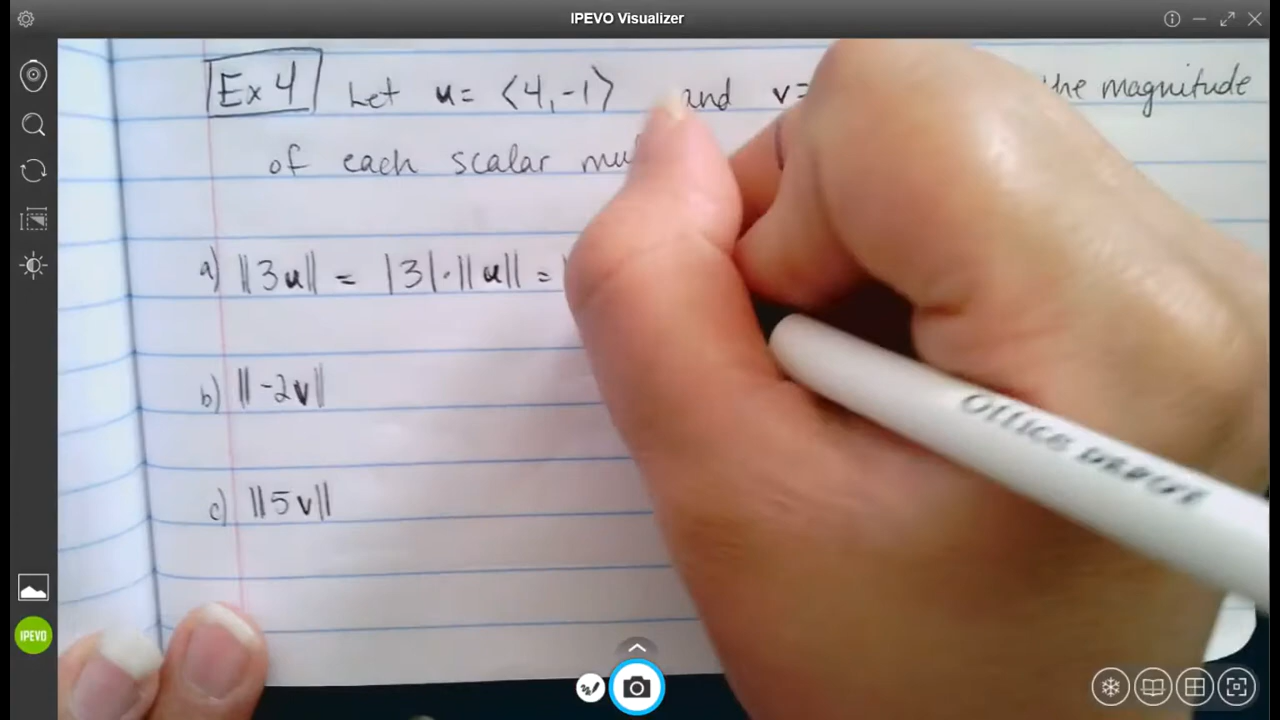 IPEVO Visualizer
Ex 4 Let u = ⟨4, -1⟩ and v = the magnitude
of each scalar
a) ||3u|| = |3| · ||u|| =
b) ||-2v||
c) ||5v||
Office DEPOT
IPEVO